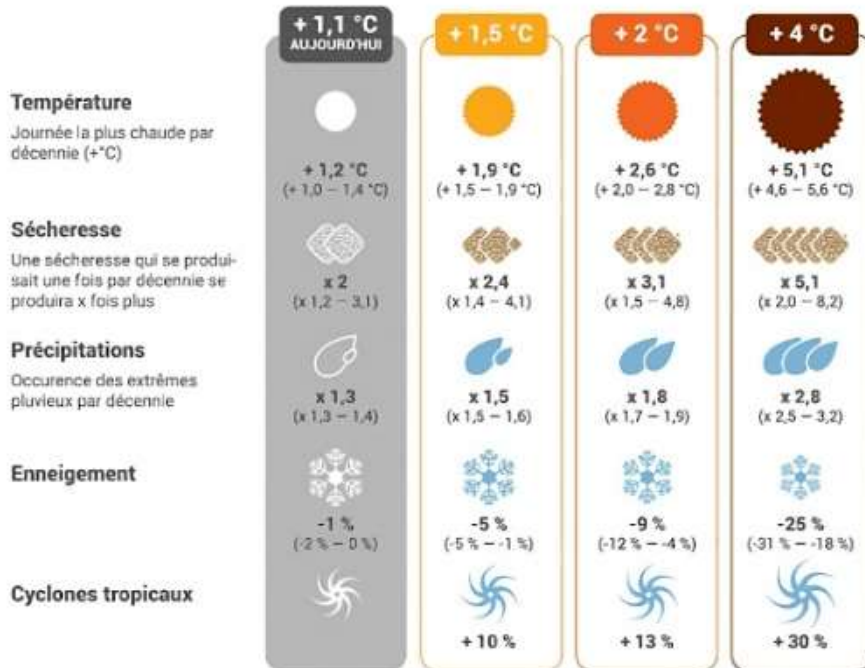 + 1,1 °C
AUJOURD'HUI
+ 1,5 °C
+ 2 °C
+ 4 °C
Température
Journée la plus chaude par
décennie (+°C)
+ 1,2 °C
(+ 1,0 – 1,4 °C)
+ 1,9 °C
(+ 1,5 – 1,9 °C)
+ 2,6 °C
(+ 2,0 – 2,8 °C)
+ 5,1 °C
(+ 4,6 – 5,6 °C)
Sécheresse
Une sécheresse qui se produi-
sait une fois par décennie se
produira x fois plus
x 2
(x 1,2 – 3,1)
x 2,4
(x 1,4 – 4,1)
x 3,1
(x 1,5 – 4,8)
x 5,1
(x 2,0 – 8,2)
Précipitations
Occurence des extrêmes
pluvieux par décennie
x 1,3
(x 1,3 – 1,4)
x 1,5
(x 1,5 – 1,6)
x 1,8
(x 1,7 – 1,9)
x 2,8
(x 2,5 – 3,2)
Enneigement
-1 %
(-2 % – 0 %)
-5 %
(-5 % – -1 %)
-9 %
(-12 % – -4 %)
-25 %
(-31 % – -18 %)
Cyclones tropicaux
+ 10 %
+ 13 %
+ 30 %